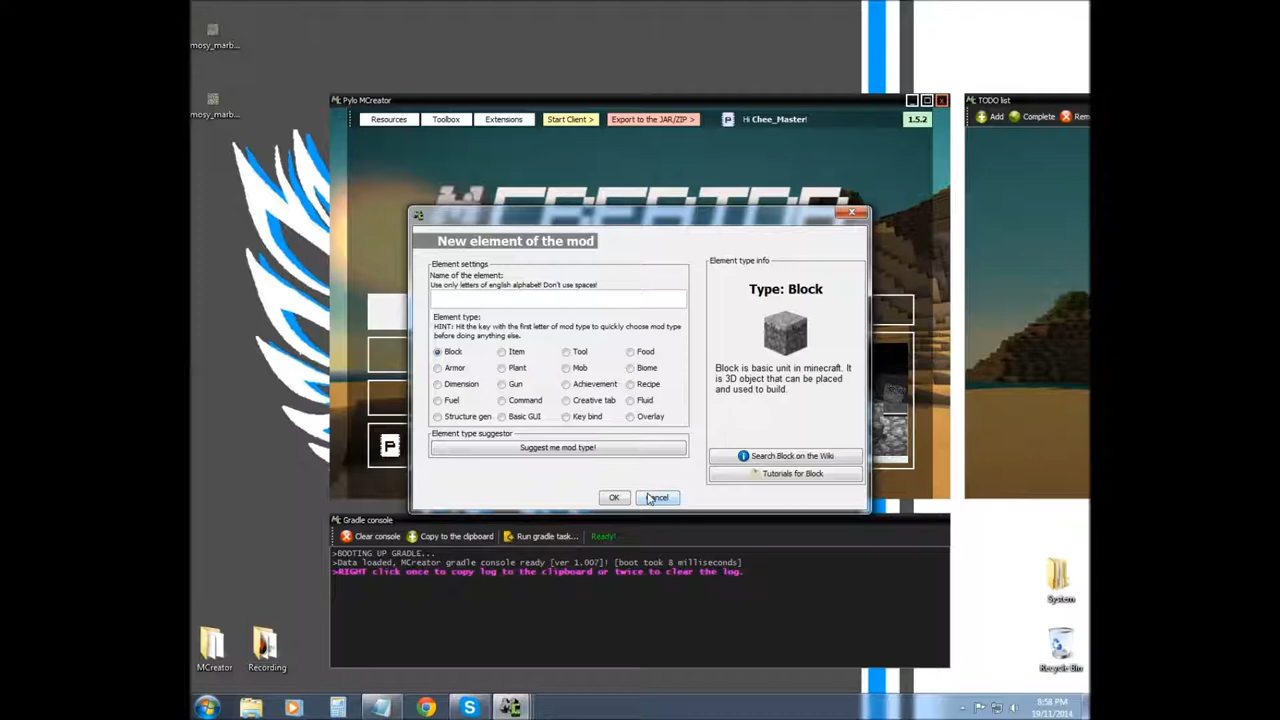 mosy_marb...
mosy_marb...
Pylo MCreator
Resources
Toolbox
Extensions
Start Client >
Export to the JAR/ZIP >
P
Hi Chee_Master!
1.5.2
TODO list
Add
Complete
Rem
MCREATOR
New element of the mod
Element settings
Name of the element:
Use only letters of english alphabet! Don't use spaces!
Element type:
HINT: Hit the key with the first letter of mod type to quickly choose mod type
before doing anything else.
Block
Item
Tool
Food
Armor
Plant
Mob
Biome
Dimension
Gun
Achievement
Recipe
Fuel
Command
Creative tab
Fluid
Structure gen
Basic GUI
Key bind
Overlay
Element type suggestor
Suggest me mod type!
OK
Cancel
Element type info
Type: Block
Block is basic unit in minecraft. It
is 3D object that can be placed
and used to build.
Search Block on the Wiki
Tutorials for Block
P
Gradle console
Clear console
Copy to the clipboard
Run gradle task...
Ready!
>BOOTING UP GRADLE...
>Data loaded, MCreator gradle console ready [ver 1.007]! [boot took 8 milliseconds]
>RIGHT click once to copy log to the clipboard or twice to clear the log.
System
MCreator
Recording
Recycle Bin
8:58 PM
19/11/2014